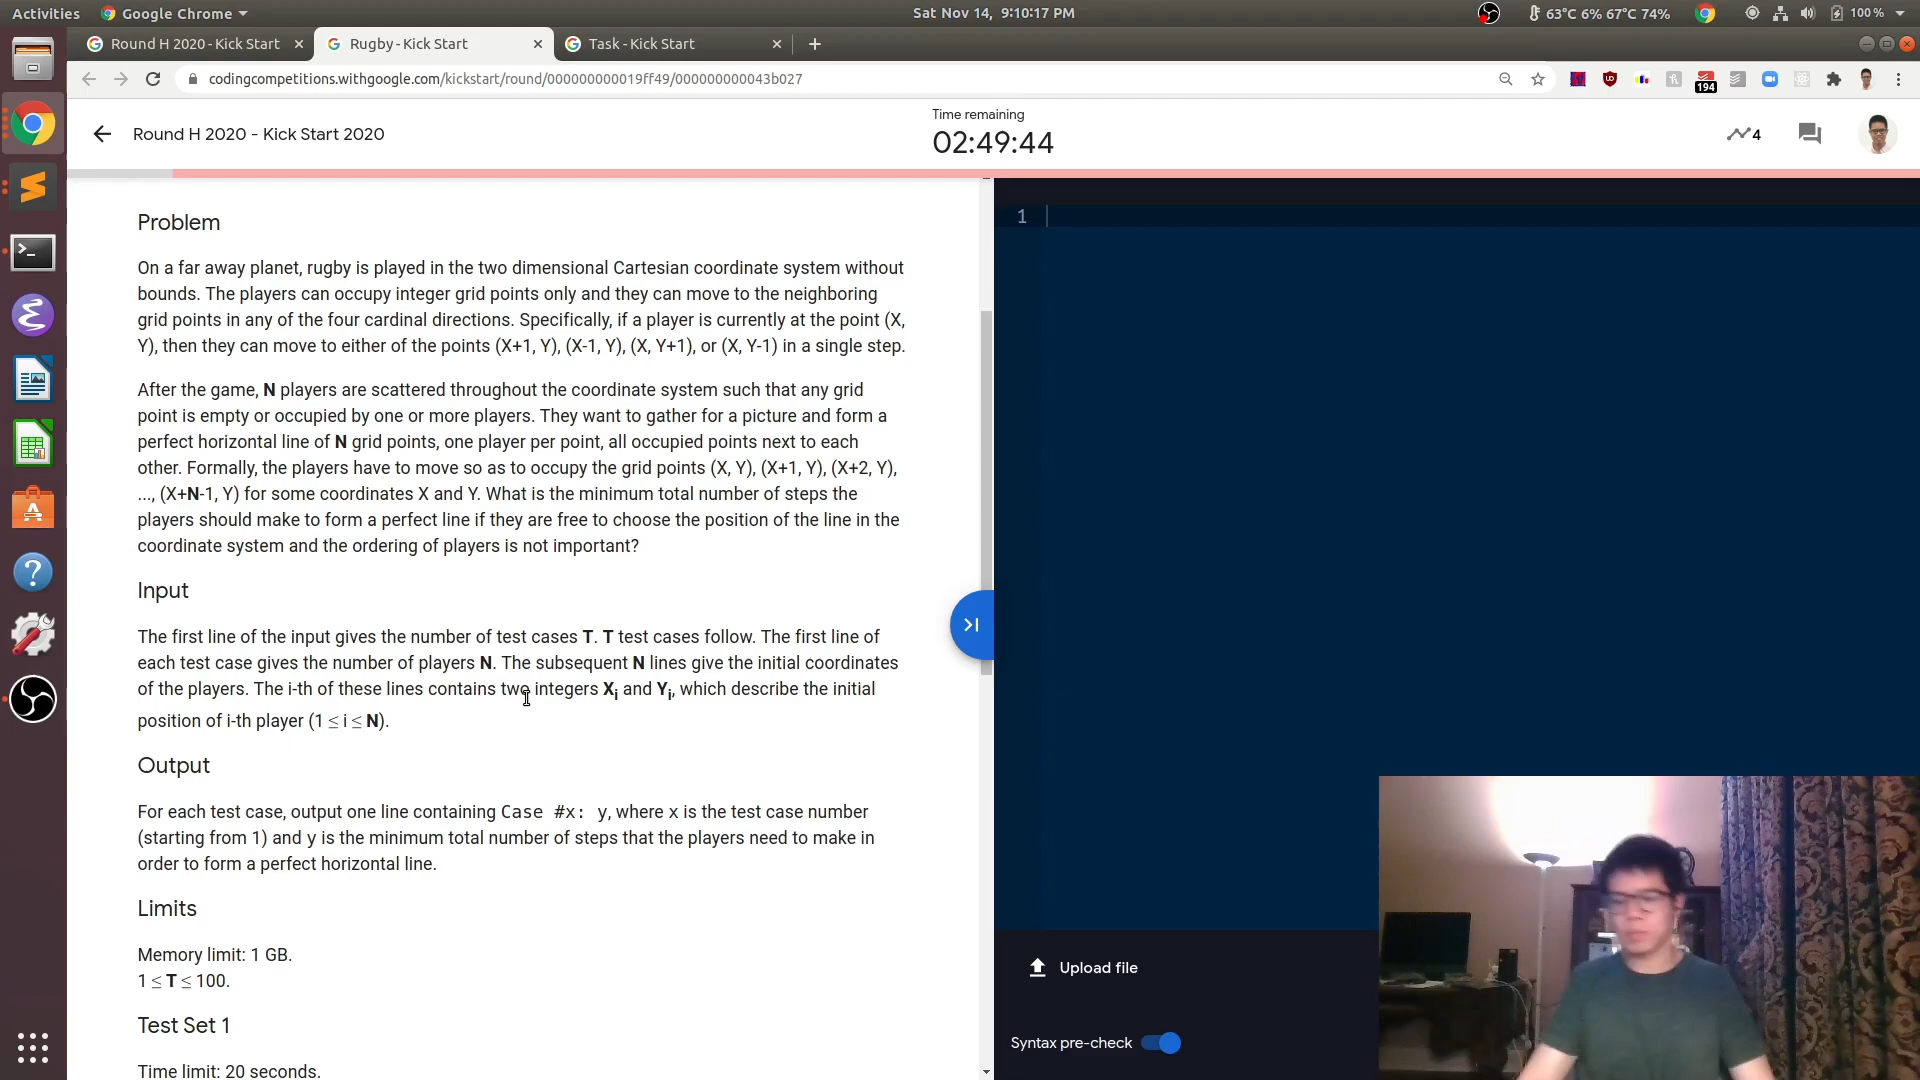 Activities
Google Chrome
Sat Nov 14, 9:10:17 PM
63°C 6% 67°C 74%
100 %
Round H 2020 - Kick Start
Rugby - Kick Start
Task - Kick Start
codingcompetitions.withgoogle.com/kickstart/round/000000000019ff49/000000000043b027
194
Round H 2020 - Kick Start 2020
Time remaining
02:49:44
4
Problem
On a far away planet, rugby is played in the two dimensional Cartesian coordinate system without
bounds. The players can occupy integer grid points only and they can move to the neighboring
grid points in any of the four cardinal directions. Specifically, if a player is currently at the point (X,
Y), then they can move to either of the points (X+1, Y), (X-1, Y), (X, Y+1), or (X, Y-1) in a single step.
After the game, N players are scattered throughout the coordinate system such that any grid
point is empty or occupied by one or more players. They want to gather for a picture and form a
perfect horizontal line of N grid points, one player per point, all occupied points next to each
other. Formally, the players have to move so as to occupy the grid points (X, Y), (X+1, Y), (X+2, Y),
..., (X+N-1, Y) for some coordinates X and Y. What is the minimum total number of steps the
players should make to form a perfect line if they are free to choose the position of the line in the
coordinate system and the ordering of players is not important?
Input
The first line of the input gives the number of test cases T. T test cases follow. The first line of
each test case gives the number of players N. The subsequent N lines give the initial coordinates
of the players. The i-th of these lines contains two integers Xi and Yi, which describe the initial
position of i-th player (1 ≤ i ≤ N).
Output
For each test case, output one line containing Case #x: y, where x is the test case number
(starting from 1) and y is the minimum total number of steps that the players need to make in
order to form a perfect horizontal line.
Limits
Memory limit: 1 GB.
1 ≤ T ≤ 100.
Test Set 1
Time limit: 20 seconds.
1
Upload file
Syntax pre-check